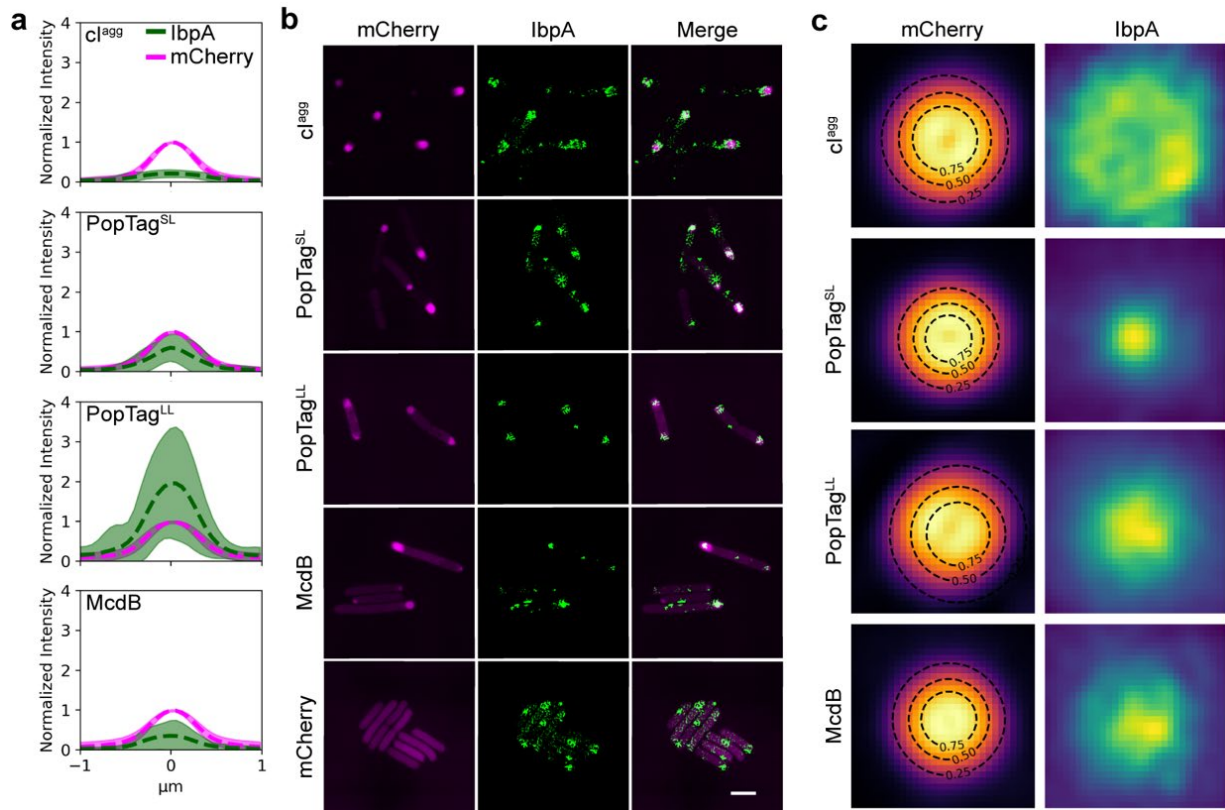 a
Normalized Intensity
4
3
2
1
0
cI^agg
IbpA
mCherry
Normalized Intensity
4
3
2
1
0
PopTag^SL
Normalized Intensity
4
3
2
1
0
PopTag^LL
Normalized Intensity
4
3
2
1
0
McdB
−1 0 1
μm
b
mCherry IbpA Merge
cI^agg
PopTag^SL
PopTag^LL
McdB
mCherry
c
mCherry IbpA
cI^agg
0.75
0.50
0.25
PopTag^SL
0.75
0.50
0.25
PopTag^LL
0.75
0.50
0.25
McdB
0.75
0.50
0.25